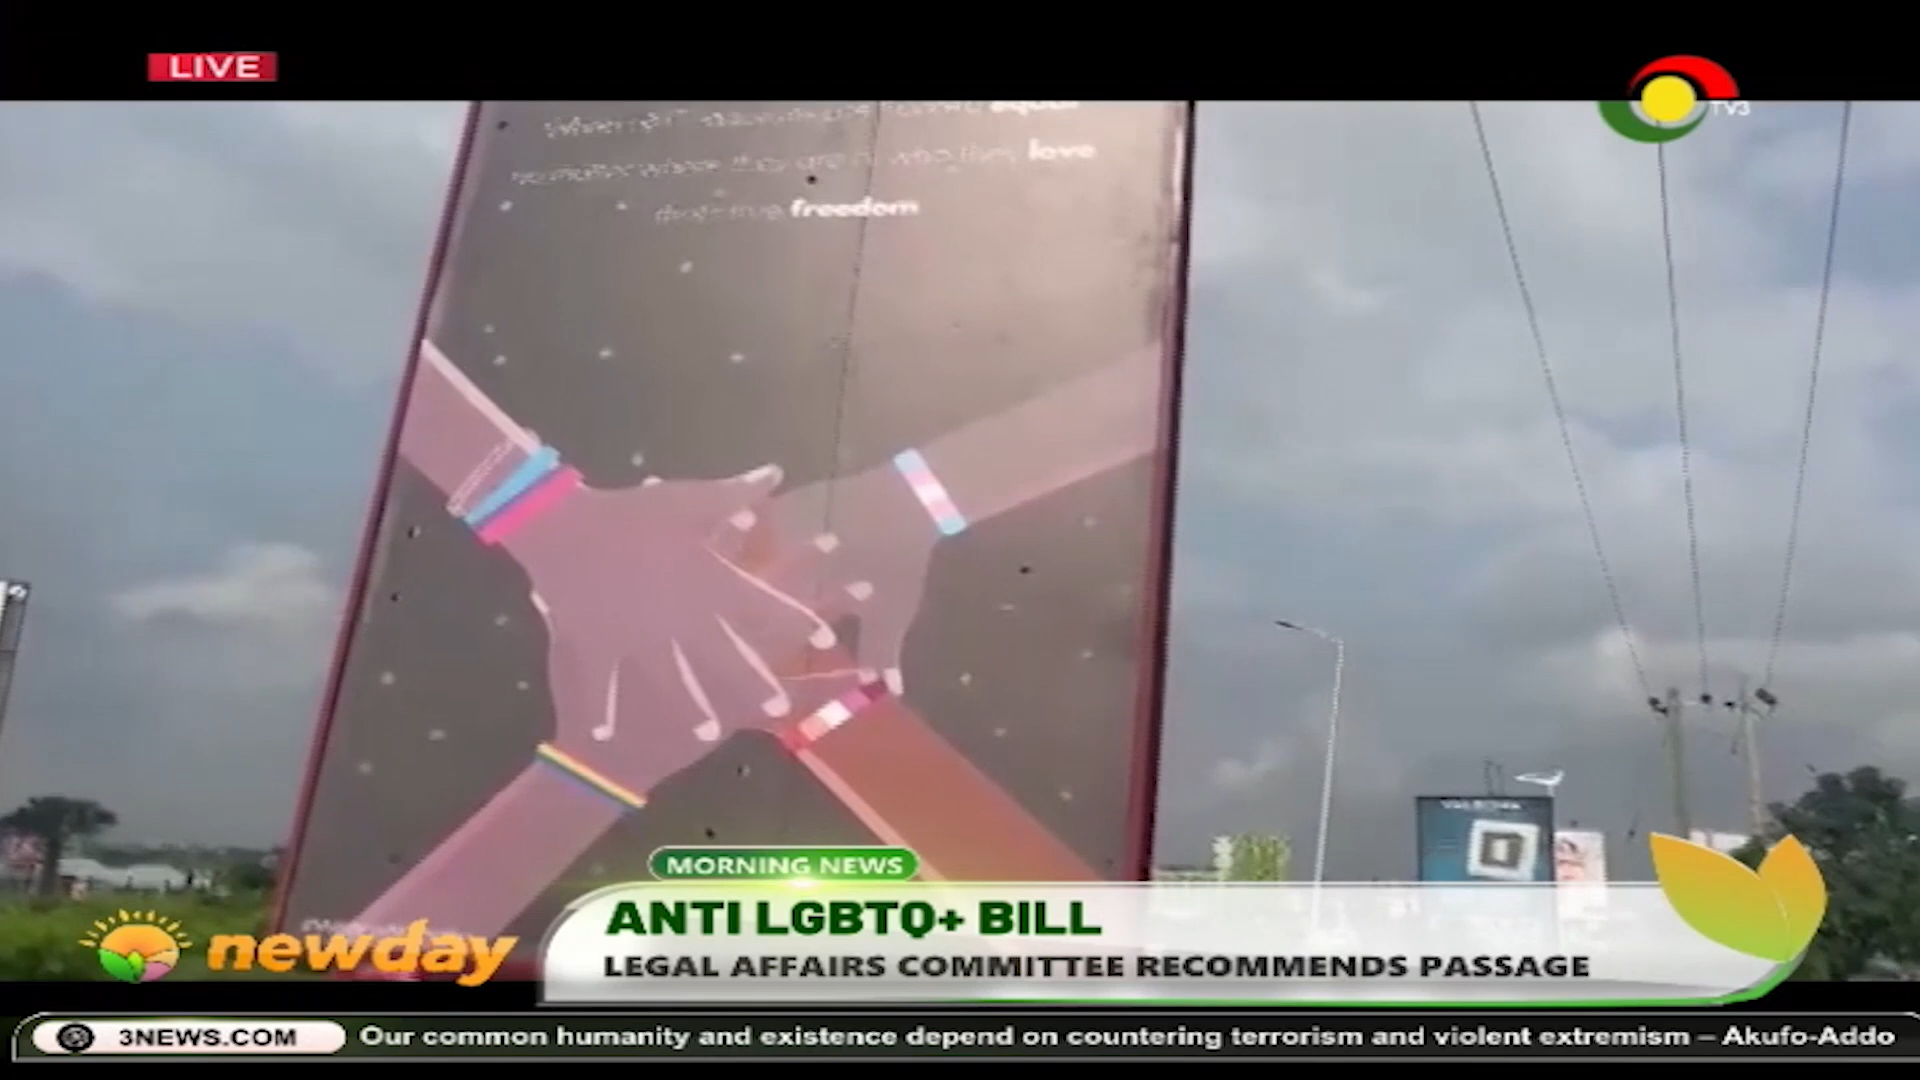 LIVE
TV3
equal
love
freedom
MORNING NEWS
ANTI LGBTQ+ BILL
newday
LEGAL AFFAIRS COMMITTEE RECOMMENDS PASSAGE
3NEWS.COM
Our common humanity and existence depend on countering terrorism and violent extremism – Akufo-Addo